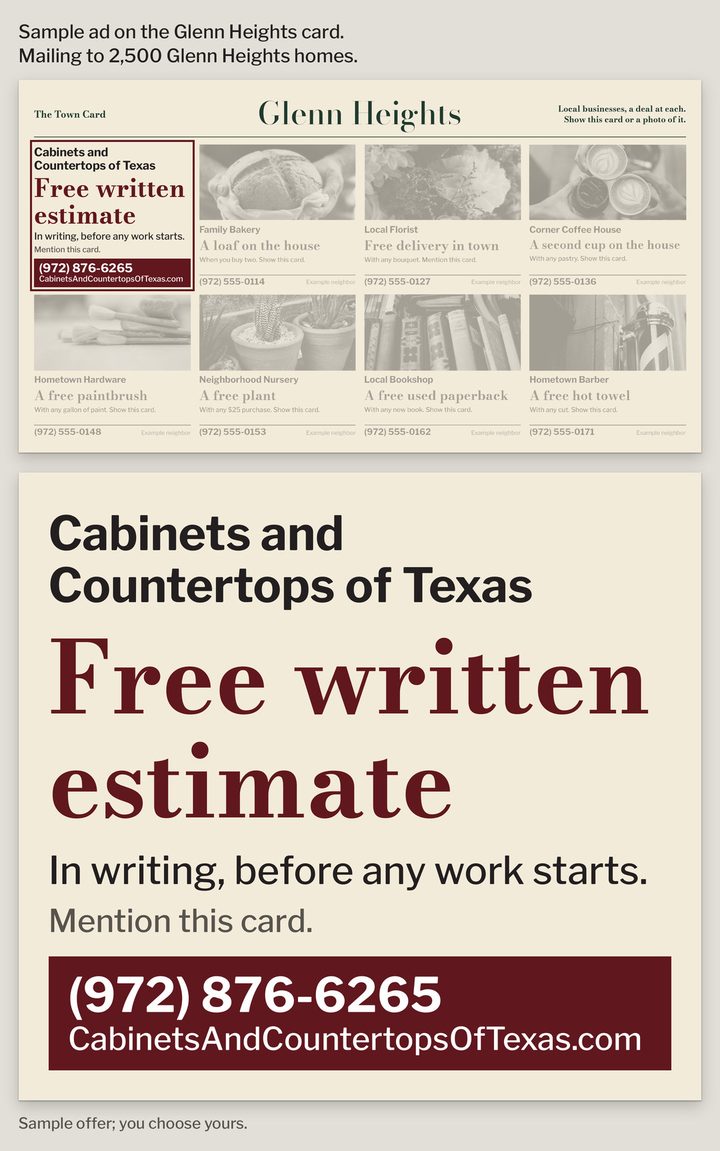 Sample ad on the Glenn Heights card.
Mailing to 2,500 Glenn Heights homes.
The Town Card
Glenn Heights
Local businesses, a deal at each.
Show this card or a photo of it.
Cabinets and
Countertops of Texas
Free written
estimate
In writing, before any work starts.
Mention this card.
(972) 876-6265
CabinetsAndCountertopsOfTexas.com
Family Bakery
A loaf on the house
When you buy two. Show this card.
(972) 555-0114
Example neighbor
Local Florist
Free delivery in town
With any bouquet. Mention this card.
(972) 555-0127
Example neighbor
Corner Coffee House
A second cup on the house
With any pastry. Show this card.
(972) 555-0136
Example neighbor
Hometown Hardware
A free paintbrush
With any gallon of paint. Show this card.
(972) 555-0148
Example neighbor
Neighborhood Nursery
A free plant
With any $25 purchase. Show this card.
(972) 555-0153
Example neighbor
Local Bookshop
A free used paperback
With any new book. Show this card.
(972) 555-0162
Example neighbor
Hometown Barber
A free hot towel
With any cut. Show this card.
(972) 555-0171
Example neighbor
Cabinets and
Countertops of Texas
Free written
estimate
In writing, before any work starts.
Mention this card.
(972) 876-6265
CabinetsAndCountertopsOfTexas.com
Sample offer; you choose yours.